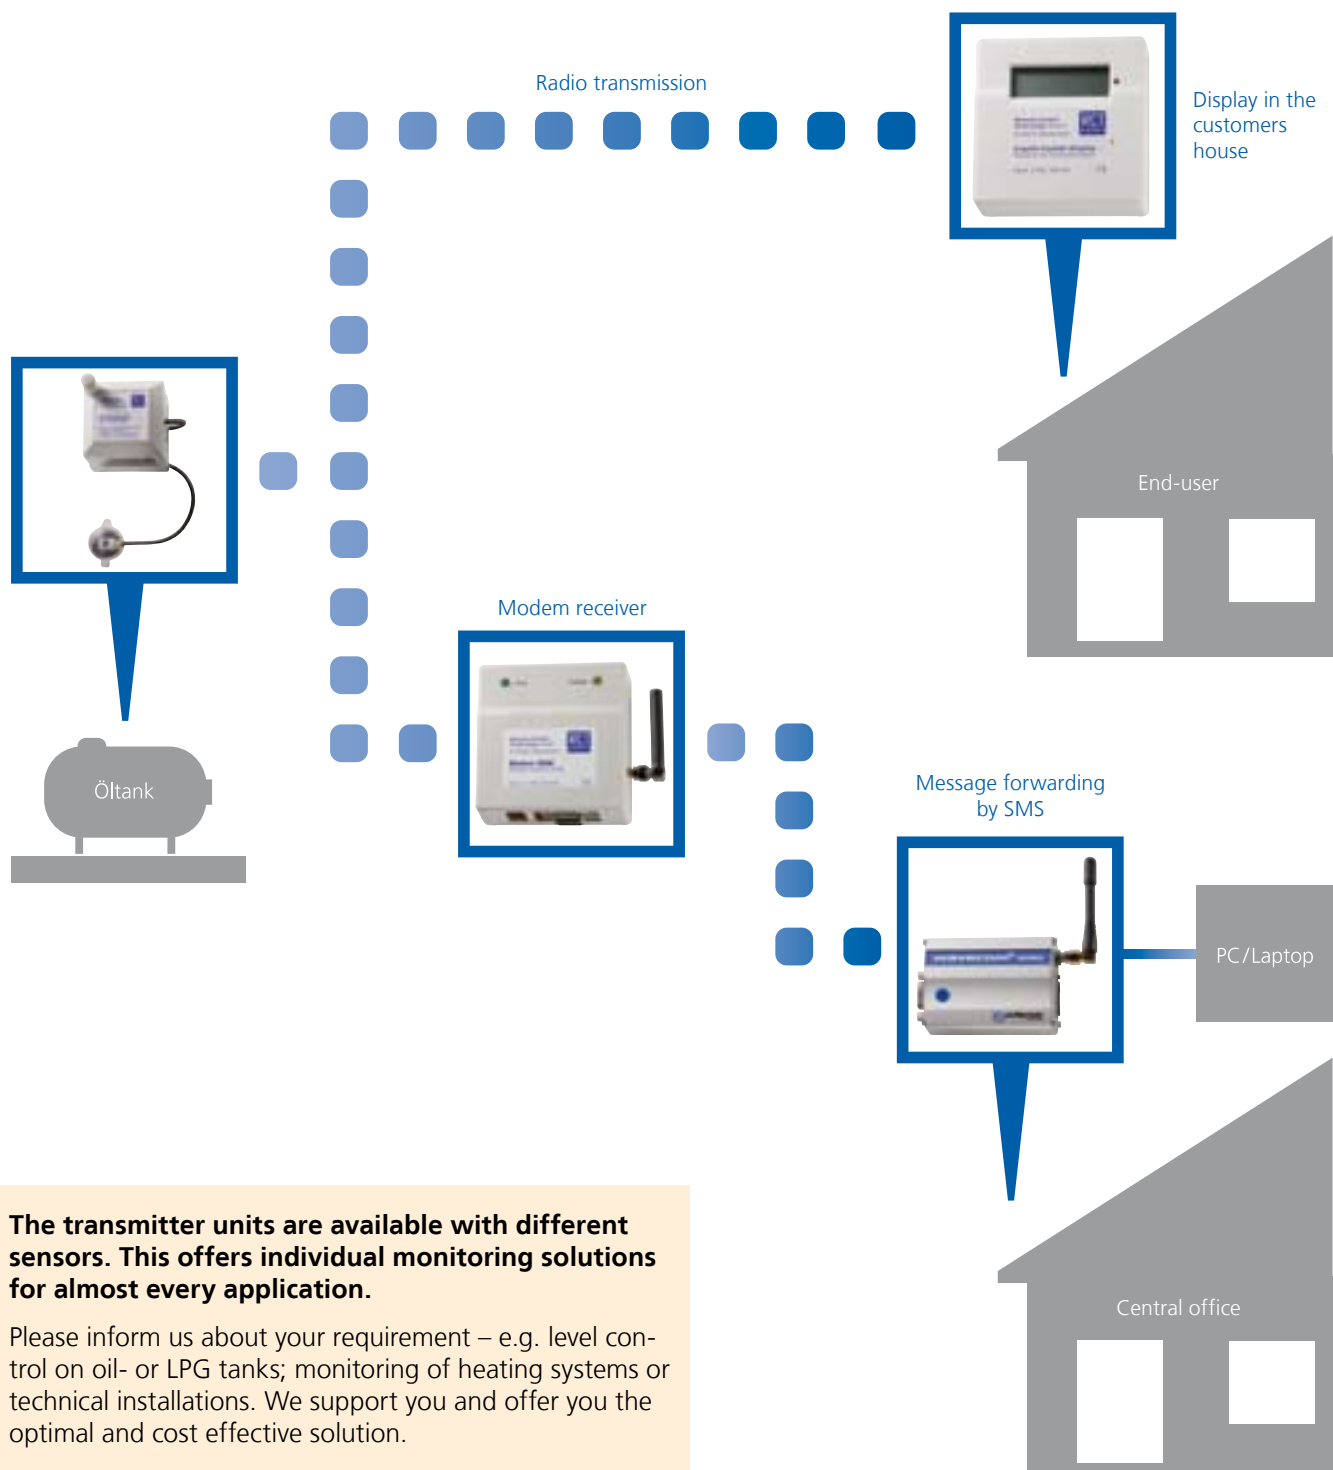 Radio transmission
Display in the
customers
house
End-user
Modem receiver
Öltank
Message forwarding
by SMS
PC/Laptop
Central office
The transmitter units are available with different
sensors. This offers individual monitoring solutions
for almost every application.
Please inform us about your requirement – e.g. level con-
trol on oil- or LPG tanks; monitoring of heating systems or
technical installations. We support you and offer you the
optimal and cost effective solution.